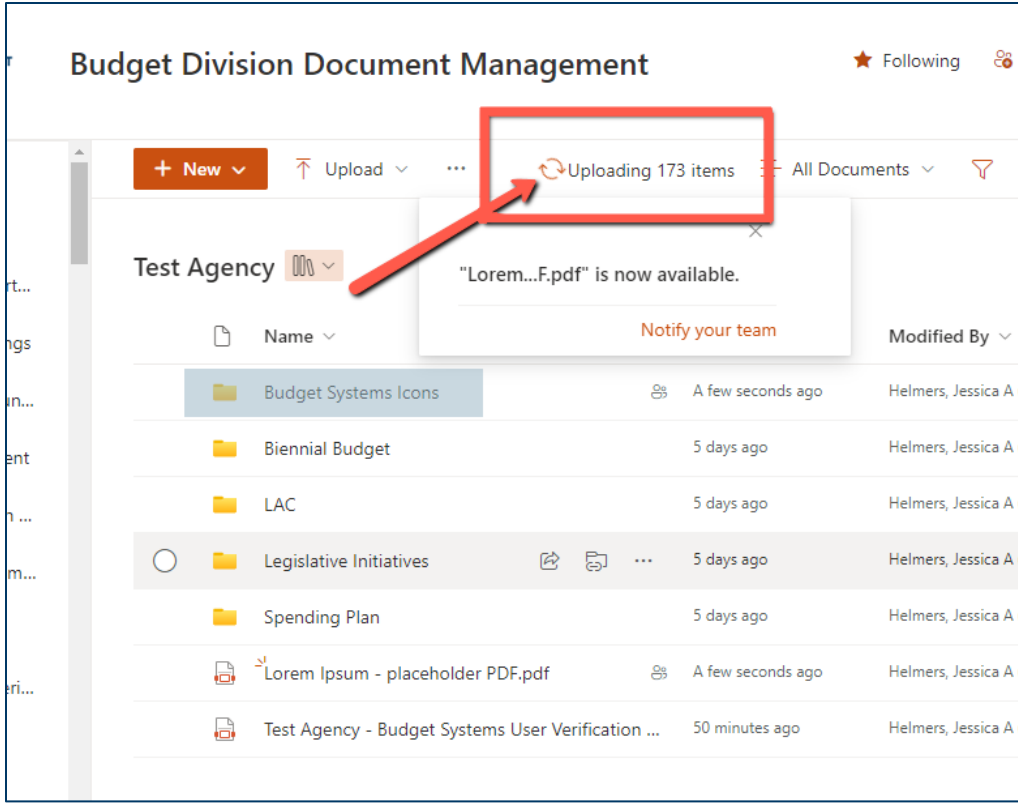 Budget Division Document Management
Following
New
Upload
...
Uploading 173 items
All Documents
Test Agency
"Lorem...F.pdf" is now available.
Notify your team
Name
Modified By
rt...
Budget Systems Icons A few seconds ago Helmers, Jessica A
Biennial Budget 5 days ago Helmers, Jessica A
LAC 5 days ago Helmers, Jessica A
Legislative Initiatives ... 5 days ago Helmers, Jessica A
Spending Plan 5 days ago Helmers, Jessica A
Lorem Ipsum - placeholder PDF.pdf A few seconds ago Helmers, Jessica A
Test Agency - Budget Systems User Verification ... 50 minutes ago Helmers, Jessica A